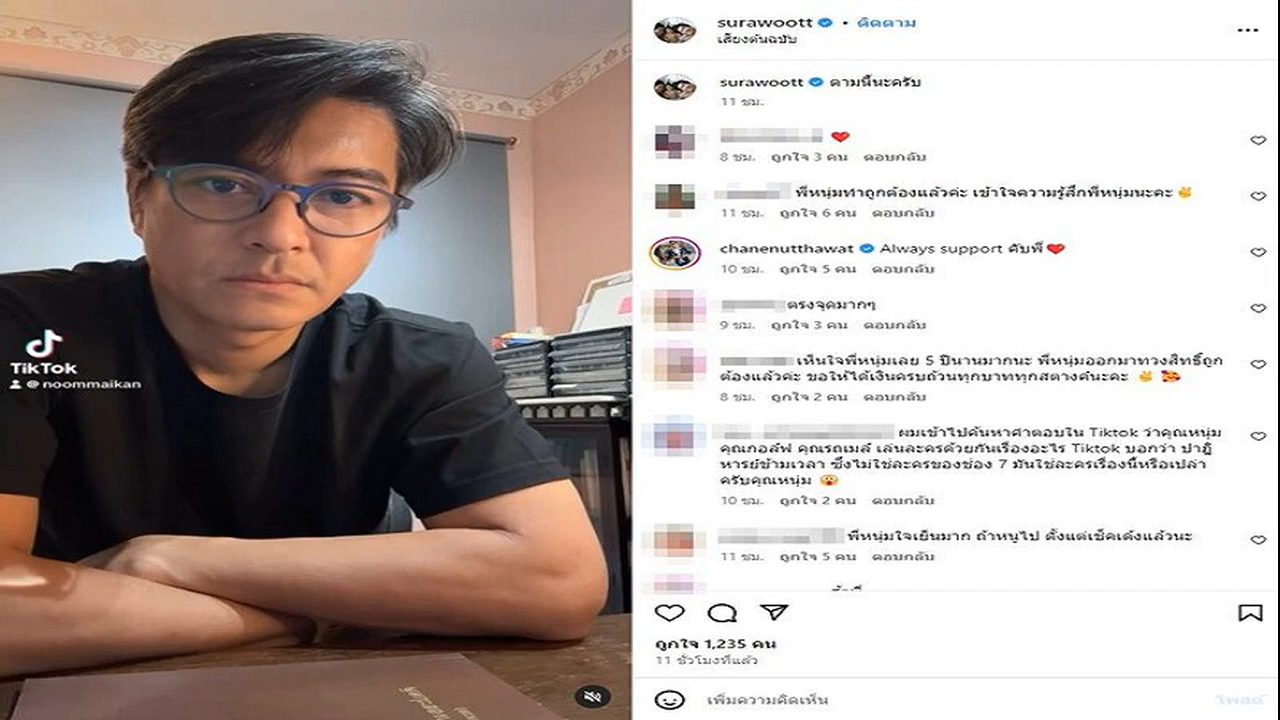 TikTok
@noommaikan
surawoott • ติดตาม
เสียงต้นฉบับ
surawoott ตามนี้นะครับ
11 ชม.
8 ชม. ถูกใจ 3 คน ตอบกลับ
พี่หนุ่มทำถูกต้องแล้วค่ะ เข้าใจความรู้สึกพี่หนุ่มนะคะ
11 ชม. ถูกใจ 6 คน ตอบกลับ
chanenutthawat Always support คับพี่
10 ชม. ถูกใจ 5 คน ตอบกลับ
ตรงจุดมากๆ
9 ชม. ถูกใจ 3 คน ตอบกลับ
เห็นใจพี่หนุ่มเลย 5 ปีนานมากนะ พี่หนุ่มออกมาทวงสิทธิ์ถูก
ต้องแล้วค่ะ ขอให้ได้เงินครบถ้วนทุกบาททุกสตางค์นะคะ
8 ชม. ถูกใจ 2 คน ตอบกลับ
ผมเข้าไปค้นหาคำตอบใน Tiktok ว่าคุณหนุ่ม
คุณกอล์ฟ คุณรถเมล์ เล่นละครด้วยกันเรื่องอะไร Tiktok บอกว่า ปาฏิ
หารย์ข้ามเวลา ซึ่งไม่ใช่ละครของช่อง 7 มันใช่ละครเรื่องนี้หรือเปล่า
ครับคุณหนุ่ม
10 ชม. ถูกใจ 2 คน ตอบกลับ
พี่หนุ่มใจเย็นมาก ถ้าหนูไป ตั้งแต่เช็คเด้งแล้วนะ
11 ชม. ถูกใจ 5 คน ตอบกลับ
ถูกใจ 1,235 คน
11 ชั่วโมงที่แล้ว
เพิ่มความคิดเห็น
โพสต์